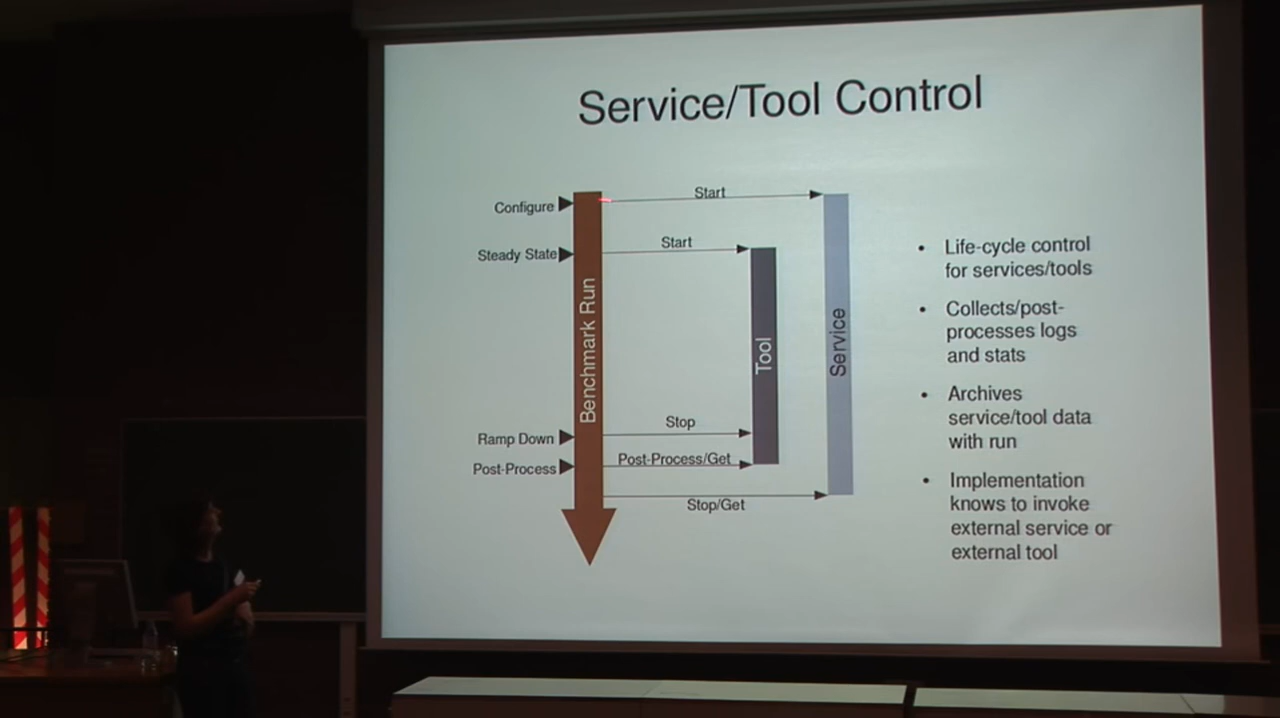 Service/Tool Control
Configure
Start
Steady State
Start
Benchmark Run
Tool
Service
Ramp Down
Stop
Post-Process
Post-Process/Get
Stop/Get
• Life-cycle control
for services/tools
• Collects/post-
processes logs
and stats
• Archives
service/tool data
with run
• Implementation
knows to invoke
external service or
external tool